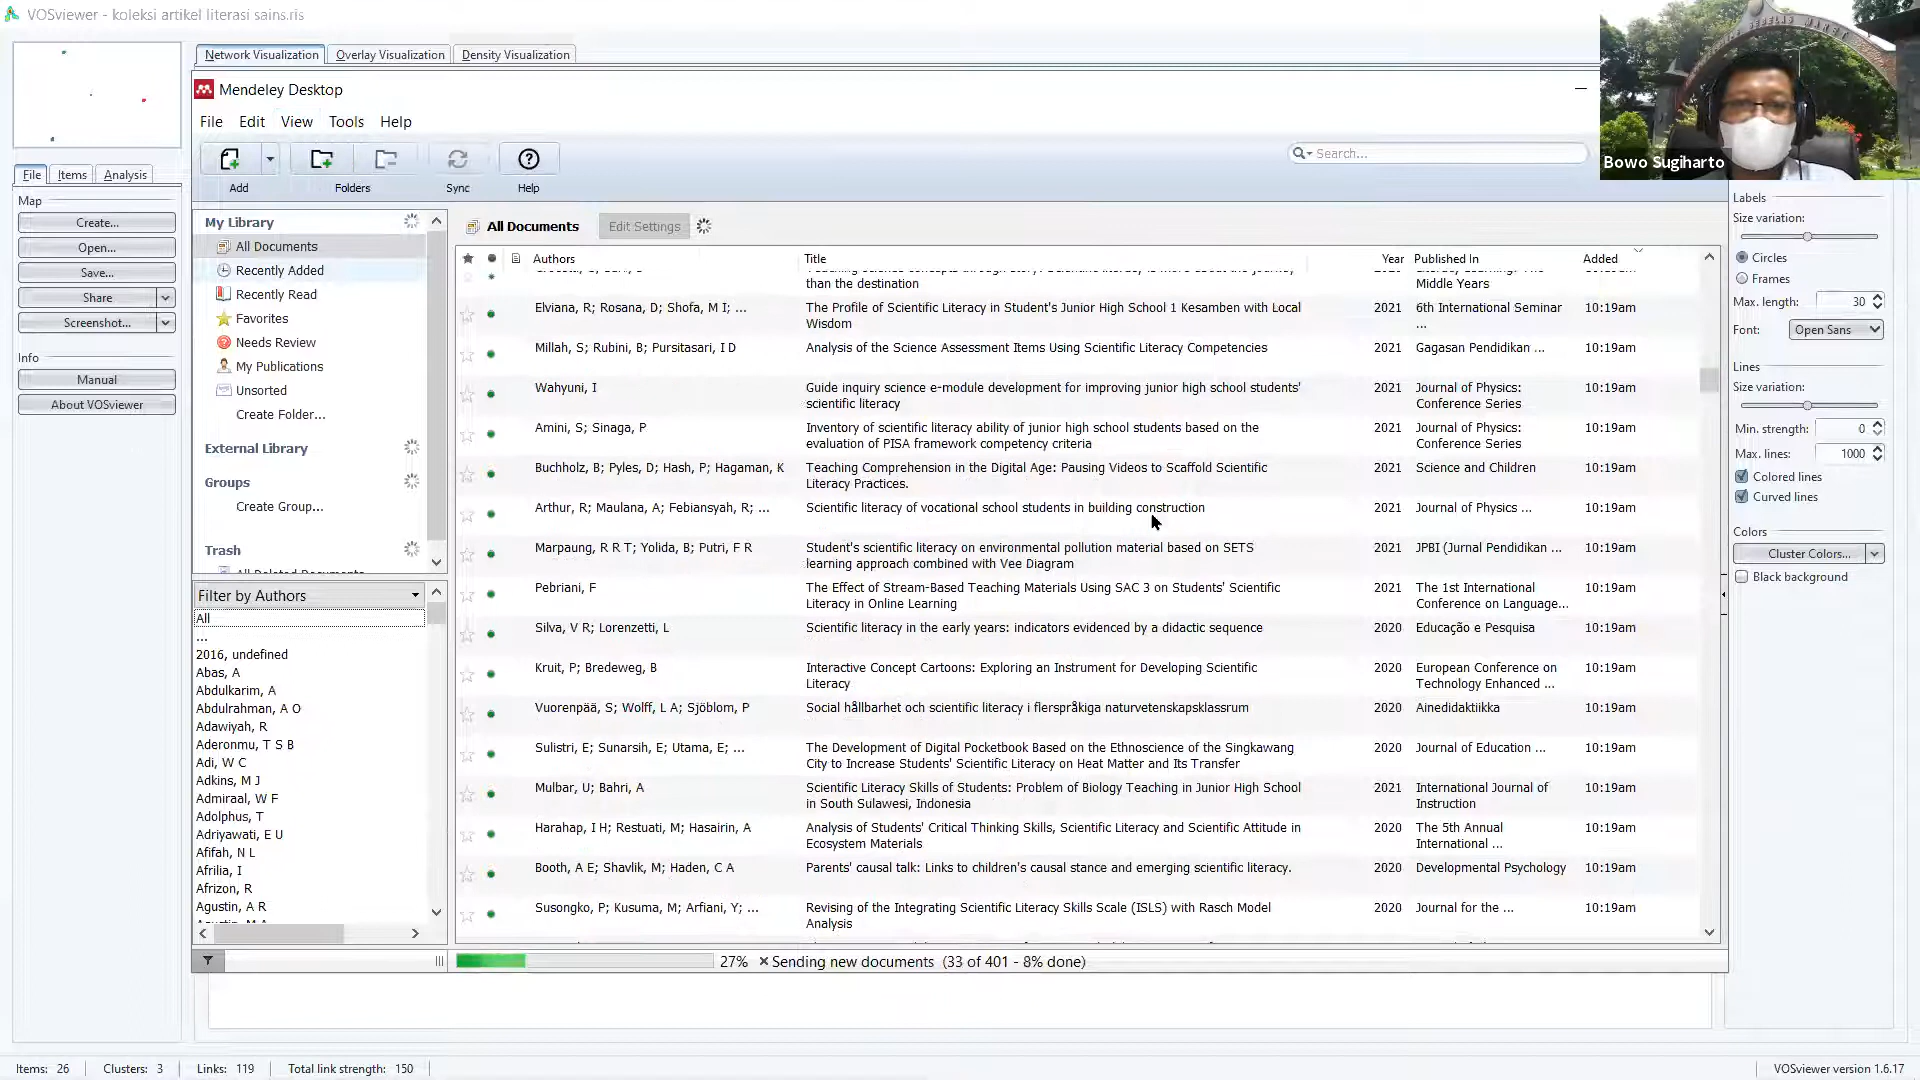 VOSviewer - koleksi artikel literasi sains.ris
Network Visualization
Overlay Visualization
Density Visualization
Mendeley Desktop
File Edit View Tools Help
Add
Folders
Sync
Help
Search...
Bowo Sugiharto
File Items Analysis
Map
Create...
Open...
Save...
Share
Screenshot...
Info
Manual
About VOSviewer
My Library
All Documents
Recently Added
Recently Read
Favorites
Needs Review
My Publications
Unsorted
Create Folder...
External Library
Groups
Create Group...
Trash
All Deleted Documents
Filter by Authors
All
...
2016, undefined
Abas, A
Abdulkarim, A
Abdulrahman, A O
Adawiyah, R
Aderonmu, T S B
Adi, W C
Adkins, M J
Admiraal, W F
Adolphus, T
Adriyawati, E U
Afifah, N L
Afrilia, I
Afrizon, R
Agustin, A R
All Documents
Edit Settings
Authors Title Year Published In Added
than the destination Middle Years
Elviana, R; Rosana, D; Shofa, M I; ... The Profile of Scientific Literacy in Student's Junior High School 1 Kesamben with Local 2021 6th International Seminar 10:19am
Wisdom ...
Millah, S; Rubini, B; Pursitasari, I D Analysis of the Science Assessment Items Using Scientific Literacy Competencies 2021 Gagasan Pendidikan ... 10:19am
Wahyuni, I Guide inquiry science e-module development for improving junior high school students' 2021 Journal of Physics: 10:19am
scientific literacy Conference Series
Amini, S; Sinaga, P Inventory of scientific literacy ability of junior high school students based on the 2021 Journal of Physics: 10:19am
evaluation of PISA framework competency criteria Conference Series
Buchholz, B; Pyles, D; Hash, P; Hagaman, K Teaching Comprehension in the Digital Age: Pausing Videos to Scaffold Scientific 2021 Science and Children 10:19am
Literacy Practices.
Arthur, R; Maulana, A; Febiansyah, R; ... Scientific literacy of vocational school students in building construction 2021 Journal of Physics ... 10:19am
Marpaung, R R T; Yolida, B; Putri, F R Student's scientific literacy on environmental pollution material based on SETS 2021 JPBI (Jurnal Pendidikan ... 10:19am
learning approach combined with Vee Diagram
Pebriani, F The Effect of Stream-Based Teaching Materials Using SAC 3 on Students' Scientific 2021 The 1st International 10:19am
Literacy in Online Learning Conference on Language...
Silva, V R; Lorenzetti, L Scientific literacy in the early years: indicators evidenced by a didactic sequence 2020 Educação e Pesquisa 10:19am
Kruit, P; Bredeweg, B Interactive Concept Cartoons: Exploring an Instrument for Developing Scientific 2020 European Conference on 10:19am
Literacy Technology Enhanced ...
Vuorenpää, S; Wolff, L A; Sjöblom, P Social hållbarhet och scientific literacy i flerspråkiga naturvetenskapsklassrum 2020 Ainedidaktiikka 10:19am
Sulistri, E; Sunarsih, E; Utama, E; ... The Development of Digital Pocketbook Based on the Ethnoscience of the Singkawang 2020 Journal of Education ... 10:19am
City to Increase Students' Scientific Literacy on Heat Matter and Its Transfer
Mulbar, U; Bahri, A Scientific Literacy Skills of Students: Problem of Biology Teaching in Junior High School 2021 International Journal of 10:19am
in South Sulawesi, Indonesia Instruction
Harahap, I H; Restuati, M; Hasairin, A Analysis of Students' Critical Thinking Skills, Scientific Literacy and Scientific Attitude in 2020 The 5th Annual 10:19am
Ecosystem Materials International ...
Booth, A E; Shavlik, M; Haden, C A Parents' causal talk: Links to children's causal stance and emerging scientific literacy. 2020 Developmental Psychology 10:19am
Susongko, P; Kusuma, M; Arfiani, Y; ... Revising of the Integrating Scientific Literacy Skills Scale (ISLS) with Rasch Model 2020 Journal for the ... 10:19am
Analysis
27% Sending new documents (33 of 401 - 8% done)
Labels
Size variation:
Circles
Frames
Max. length: 30
Font: Open Sans
Lines
Size variation:
Min. strength: 0
Max. lines: 1000
Colored lines
Curved lines
Colors
Cluster Colors...
Black background
Items: 26 Clusters: 3 Links: 119 Total link strength: 150
VOSviewer version 1.6.17